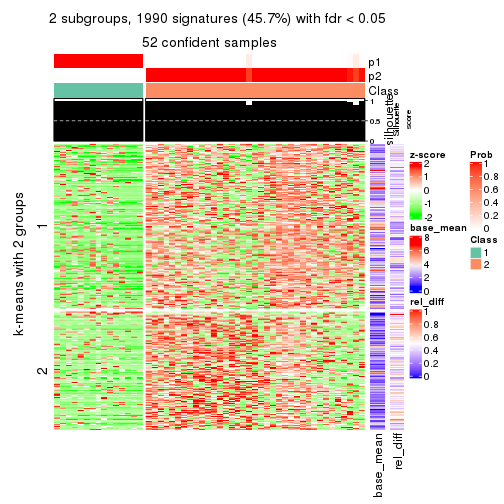 2 subgroups, 1990 signatures (45.7%) with fdr < 0.05
52 confident samples
p1
p2
Class
1
0.5
0
silhouette
Silhouette
score
k-means with 2 groups
1
2
base_mean
rel_diff
z-score
2
1
0
-1
-2
base_mean
8
6
4
2
0
rel_diff
1
0.8
0.6
0.4
0.2
0
Prob
1
0.8
0.6
0.4
0.2
0
Class
1
2